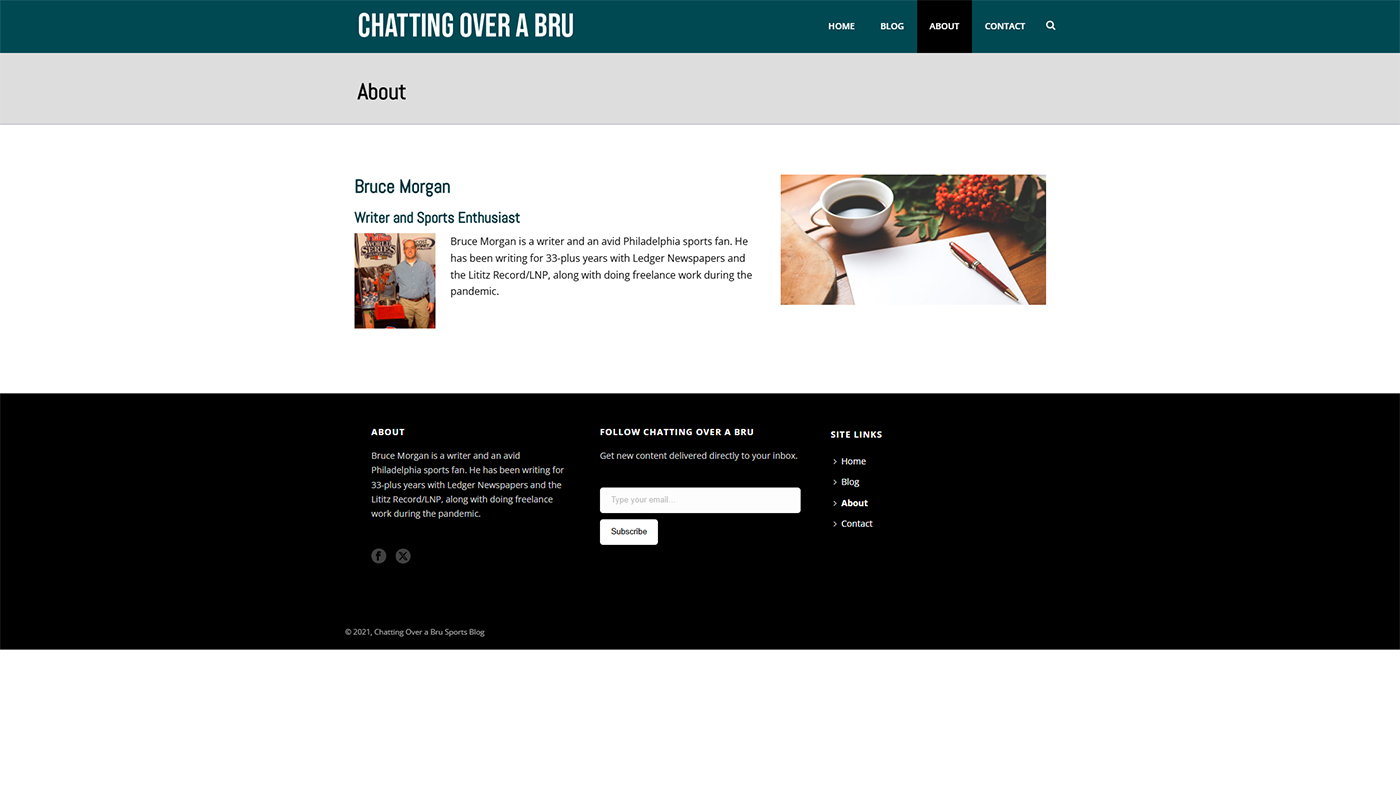 CHATTING OVER A BRU
HOME BLOG ABOUT CONTACT
About
Bruce Morgan
Writer and Sports Enthusiast
WORLD
SERIES
Bruce Morgan is a writer and an avid Philadelphia sports fan. He
has been writing for 33-plus years with Ledger Newspapers and
the Lititz Record/LNP, along with doing freelance work during the
pandemic.
ABOUT
Bruce Morgan is a writer and an avid
Philadelphia sports fan. He has been writing for
33-plus years with Ledger Newspapers and the
Lititz Record/LNP, along with doing freelance
work during the pandemic.
FOLLOW CHATTING OVER A BRU
Get new content delivered directly to your inbox.
Type your email…
Subscribe
SITE LINKS
Home
Blog
About
Contact
© 2021, Chatting Over a Bru Sports Blog